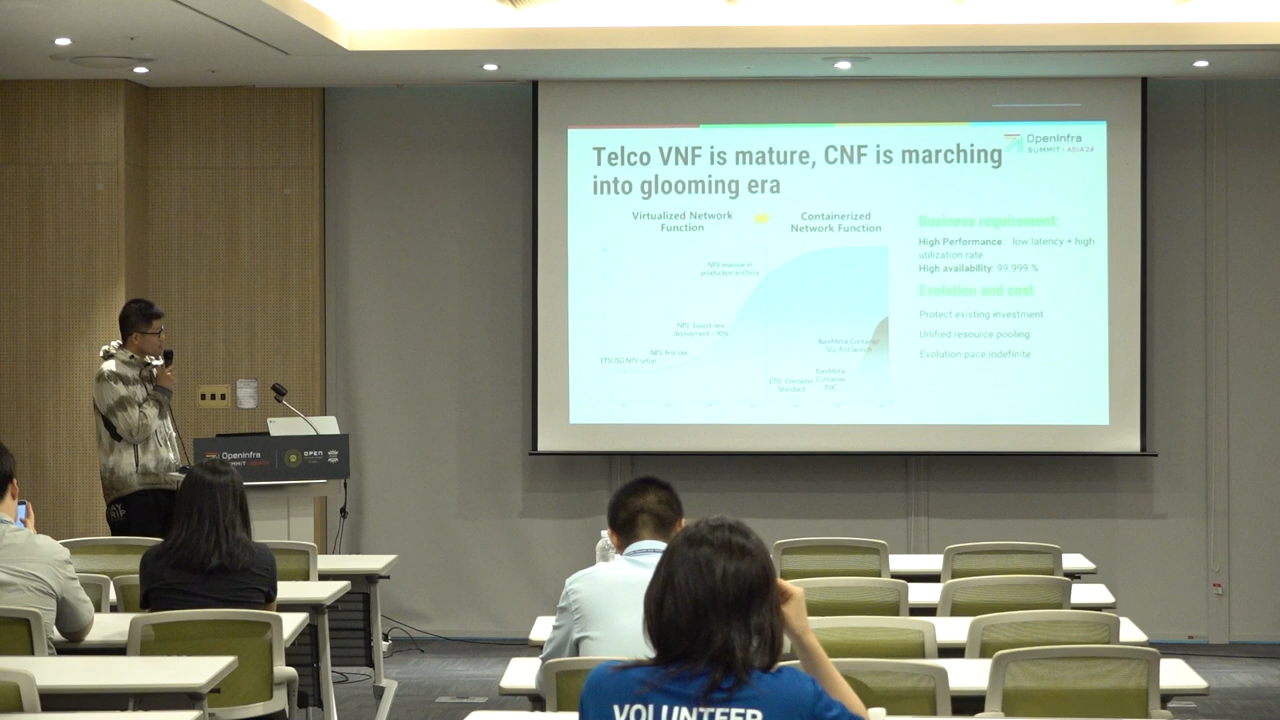 OpenInfra
SUMMIT · ASIA'24
Telco VNF is mature, CNF is marching
into glooming era
Virtualized Network
Function
Containerized
Network Function
NFV massive in
production in China
NFV based new
deployment >90%
NFV first site
ETSI ISG NFV setup
BareMetal Container
5GC first launch
ETSI Container
Standard
BareMetal
Container
Business requirement:
High Performance: low latency + high
utilization rate
High availability: 99.999 %
Evolution and cost
Protect existing investment
Unified resource pooling
Evolution pace indefinite
OpenInfra
OPEN
VOLUNTEER